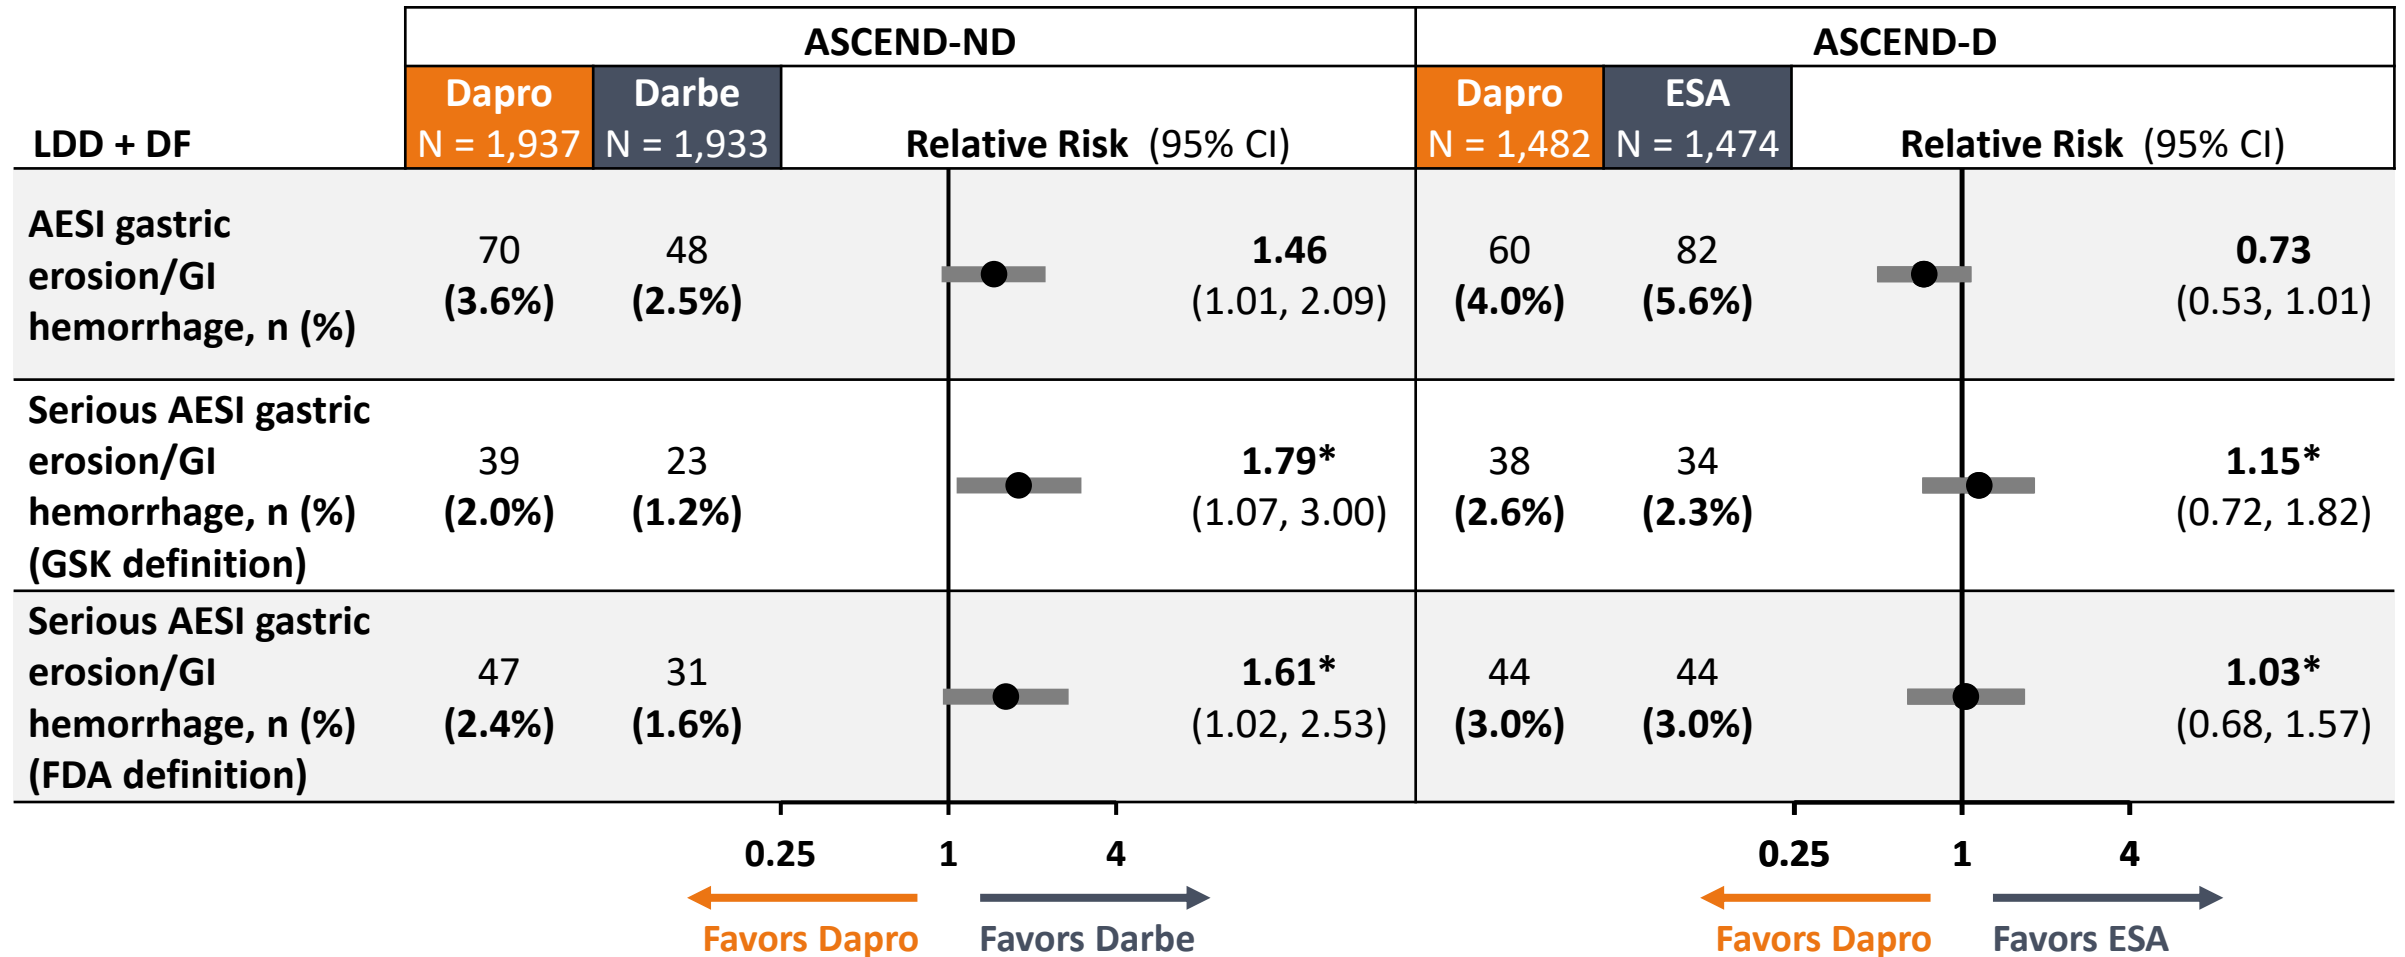 ASCEND-ND
ASCEND-D
LDD + DF
Dapro
N = 1,937
Darbe
N = 1,933
Relative Risk (95% CI)
Dapro
N = 1,482
ESA
N = 1,474
Relative Risk (95% CI)
AESI gastric
erosion/GI
hemorrhage, n (%)
70
(3.6%)
48
(2.5%)
1.46
(1.01, 2.09)
60
(4.0%)
82
(5.6%)
0.73
(0.53, 1.01)
Serious AESI gastric
erosion/GI
hemorrhage, n (%)
(GSK definition)
39
(2.0%)
23
(1.2%)
1.79*
(1.07, 3.00)
38
(2.6%)
34
(2.3%)
1.15*
(0.72, 1.82)
Serious AESI gastric
erosion/GI
hemorrhage, n (%)
(FDA definition)
47
(2.4%)
31
(1.6%)
1.61*
(1.02, 2.53)
44
(3.0%)
44
(3.0%)
1.03*
(0.68, 1.57)
0.25 1 4
0.25 1 4
Favors Dapro
Favors Darbe
Favors Dapro
Favors ESA